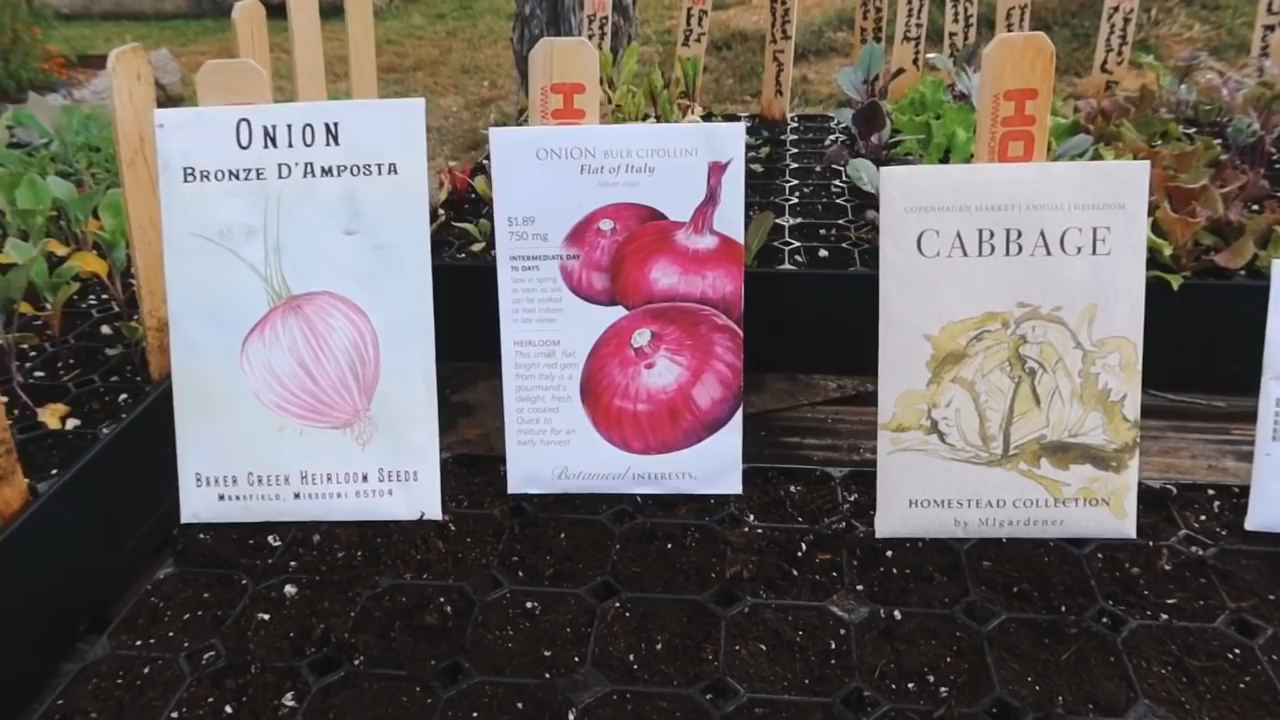 ONION
BRONZE D'AMPOSTA
BAKER CREEK HEIRLOOM SEEDS
MANSFIELD, MISSOURI 65704
HO
WWW.
ONION BULB CIPOLLINI
Flat of Italy
Allium cepa
$1.89
750 mg
INTERMEDIATE DAY
70 DAYS
Sow in spring
as soon as soil
can be worked
or start indoors
in late winter
HEIRLOOM
This small, flat,
bright red gem
from Italy is a
gourmand's
delight, fresh
or cooked.
Quick to
mature for an
early harvest
Botanical INTERESTS
HO
COPENHAGEN MARKET | ANNUAL | HEIRLOOM
CABBAGE
HOMESTEAD COLLECTION
by MIgardener